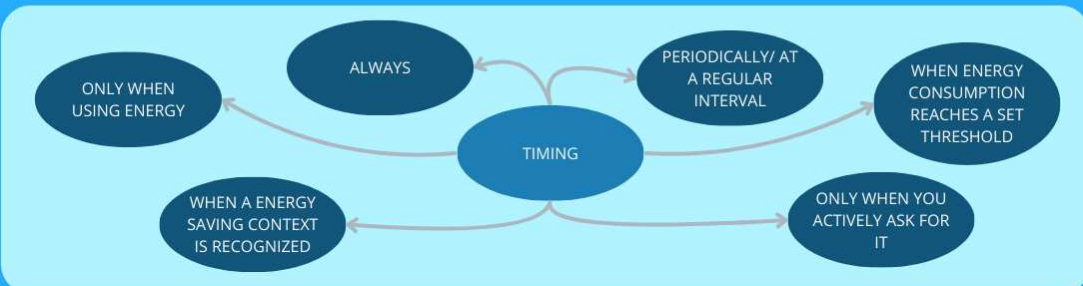 ONLY WHEN
USING ENERGY
ALWAYS
PERIODICALLY/ AT
A REGULAR
INTERVAL
WHEN ENERGY
CONSUMPTION
REACHES A SET
THRESHOLD
TIMING
WHEN A ENERGY
SAVING CONTEXT
IS RECOGNIZED
ONLY WHEN YOU
ACTIVELY ASK FOR
IT